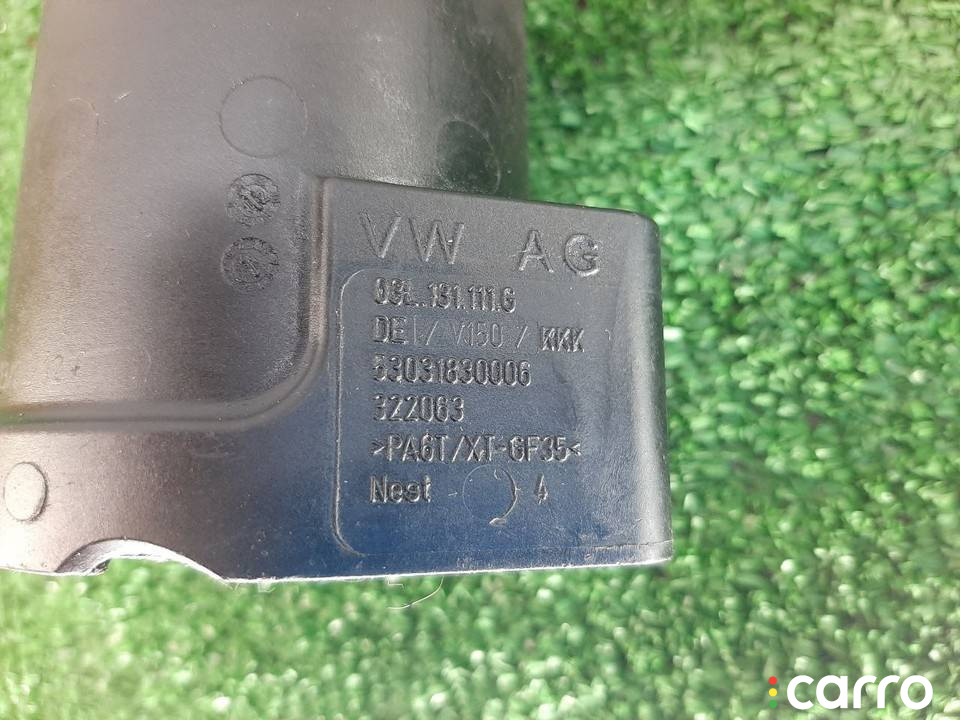 VW AG
03L.131.111.G
DE / V150 / KKK
53031830006
322063
>PA6T/XT-GF35<
Nest 4
carro